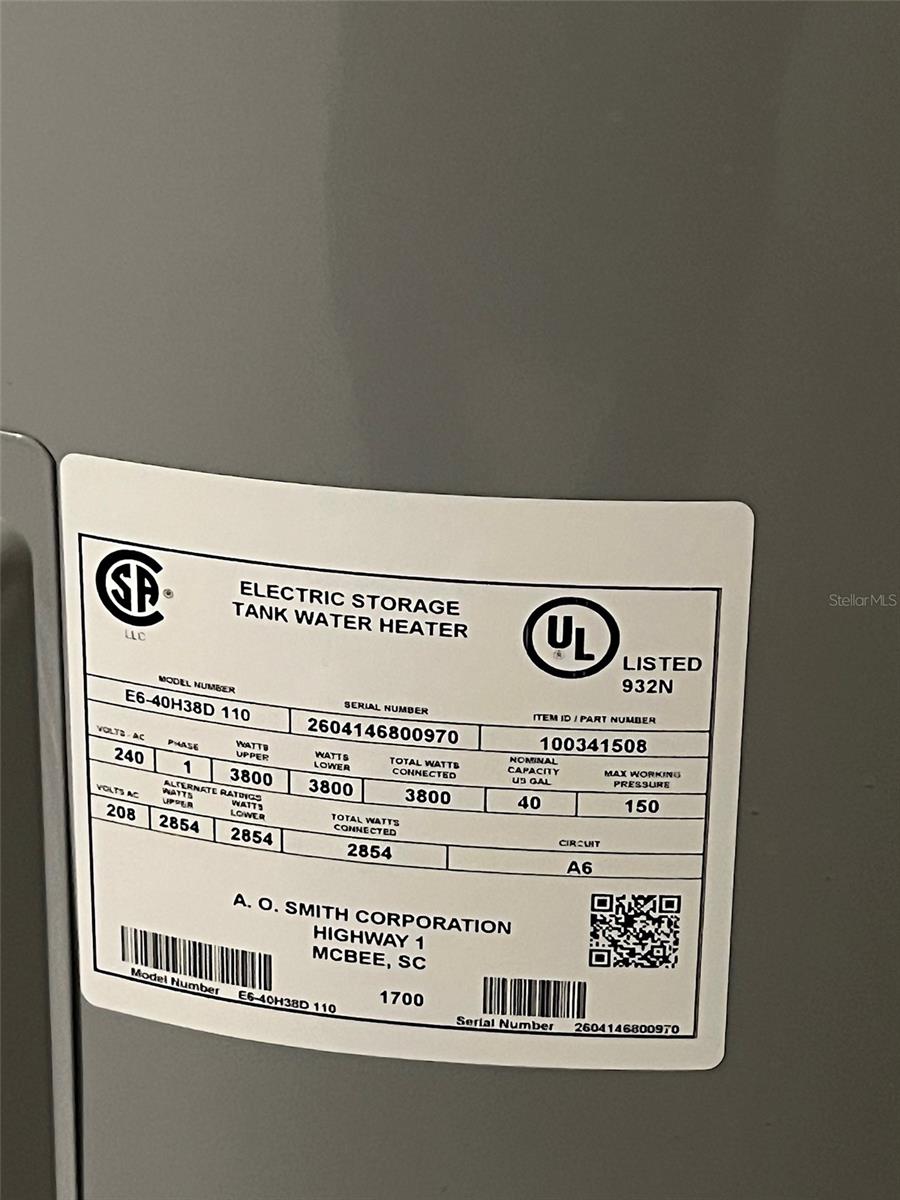 StellarMLS
SA
LLC
ELECTRIC STORAGE
TANK WATER HEATER
UL
LISTED
932N
MODEL NUMBER SERIAL NUMBER ITEM ID / PART NUMBER
E6-40H38D 110 2604146800970 100341508
VOLTS - AC PHASE WATTS UPPER WATTS LOWER TOTAL WATTS CONNECTED NOMINAL CAPACITY US GAL MAX WORKING PRESSURE
240 1 3800 3800 3800 40 150
ALTERNATE RATINGS
VOLTS AC WATTS UPPER WATTS LOWER TOTAL WATTS CONNECTED CIRCUIT
208 2854 2854 2854 A6
A. O. SMITH CORPORATION
HIGHWAY 1
MCBEE, SC
Model Number E6-40H38D 110
1700
Serial Number 2604146800970